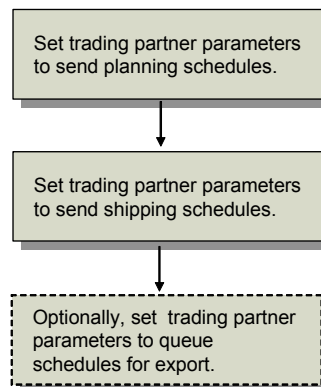 Set trading partner parameters
to send planning schedules.
Set trading partner parameters
to send shipping schedules.
Optionally, set trading partner
parameters to queue
schedules for export.